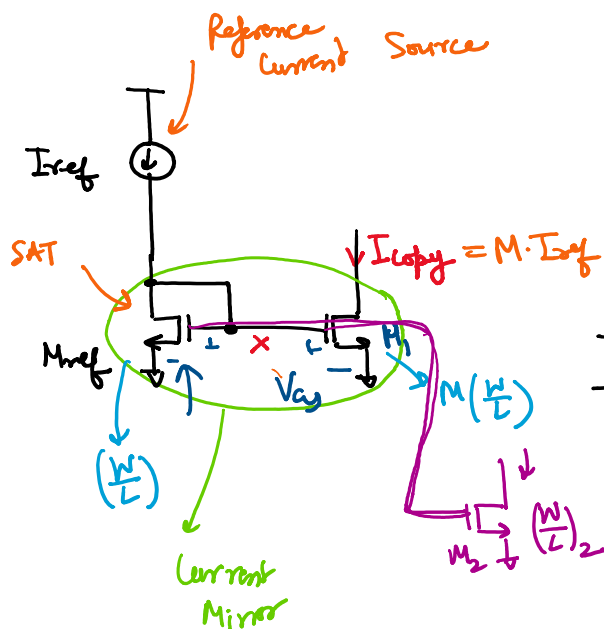 Reference
Current Source
Iref
SAT
Icopy = M·Iref
Mref
+
×
+
M1
-
VGS
-
(W/L)
M(W/L)
M2
(W/L)2
Current
Mirror